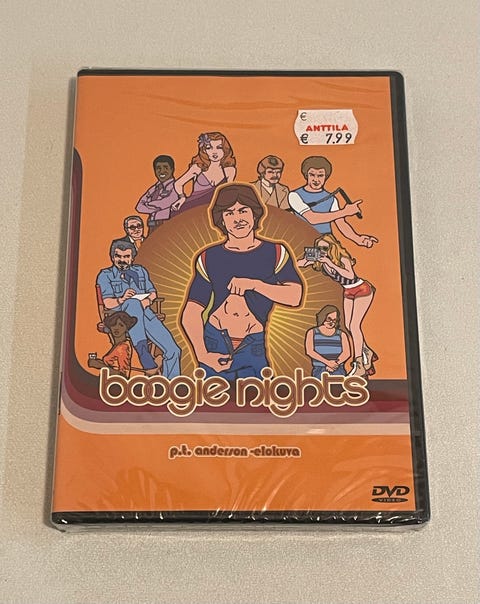 €
ANTTILA
€ 7.99
boogie nights
p.t. anderson -elokuva
DVD
VIDEO